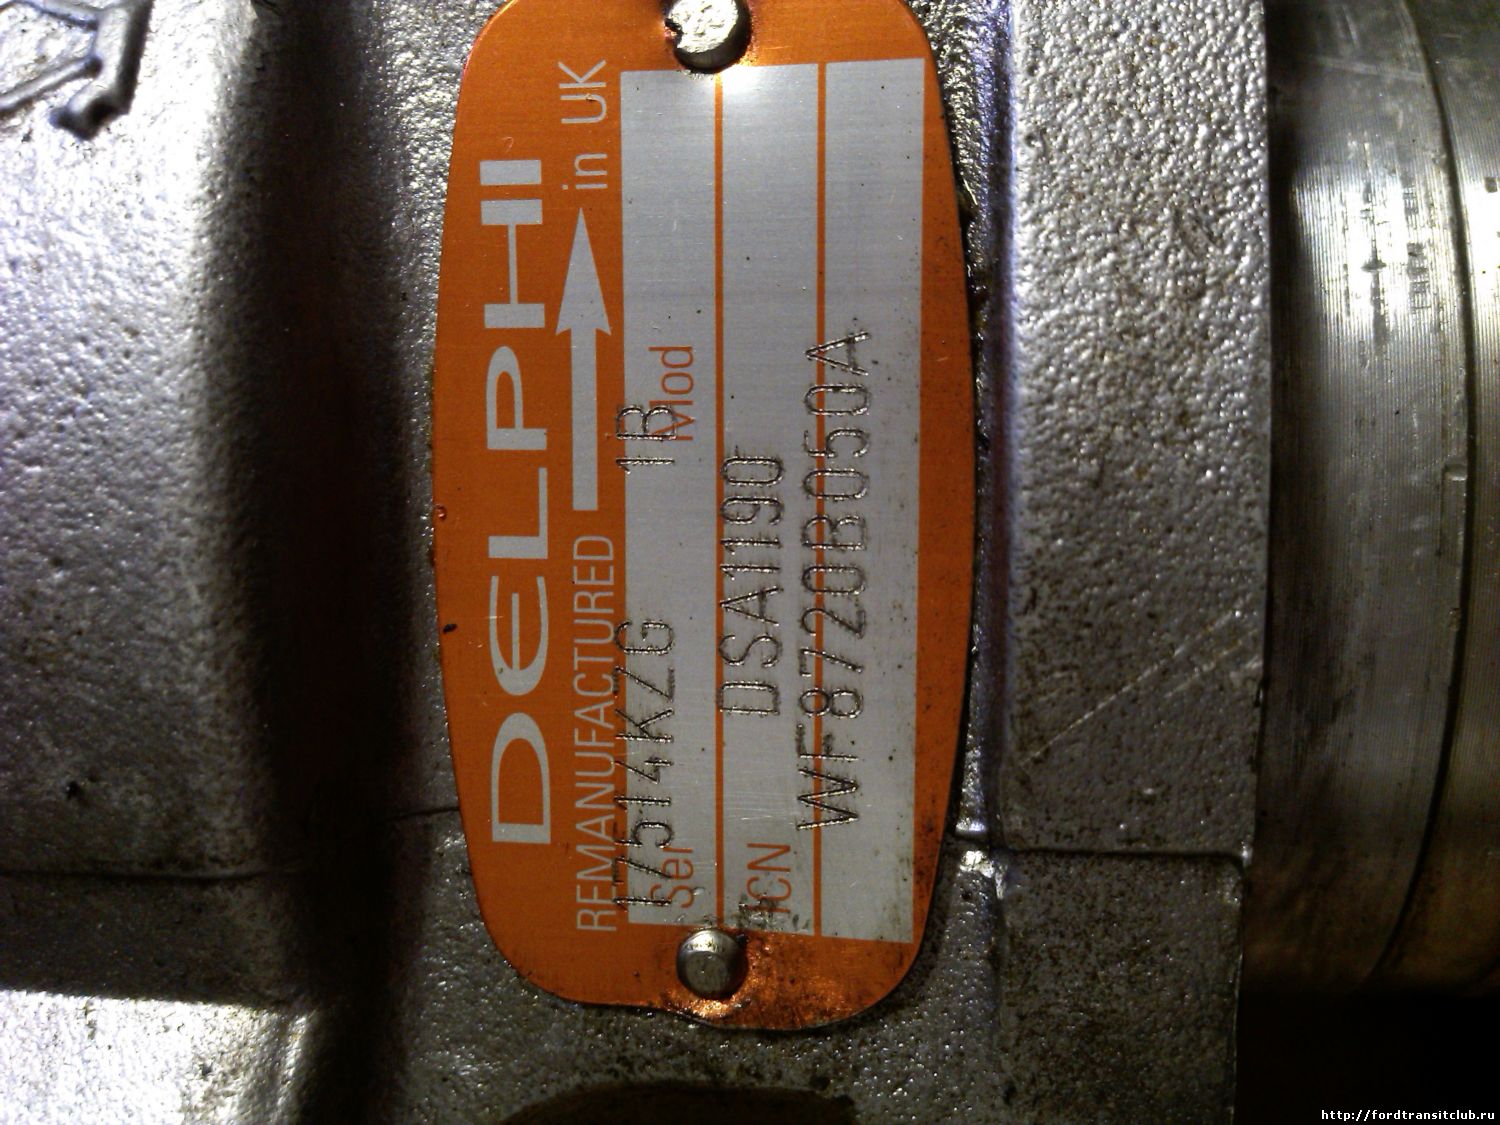 DELPHI
REMANUFACTURED in UK
Ser 17514KZG 1B Mod
ICN DSA1190
WF8720B050A
http://fordtransitclub.ru